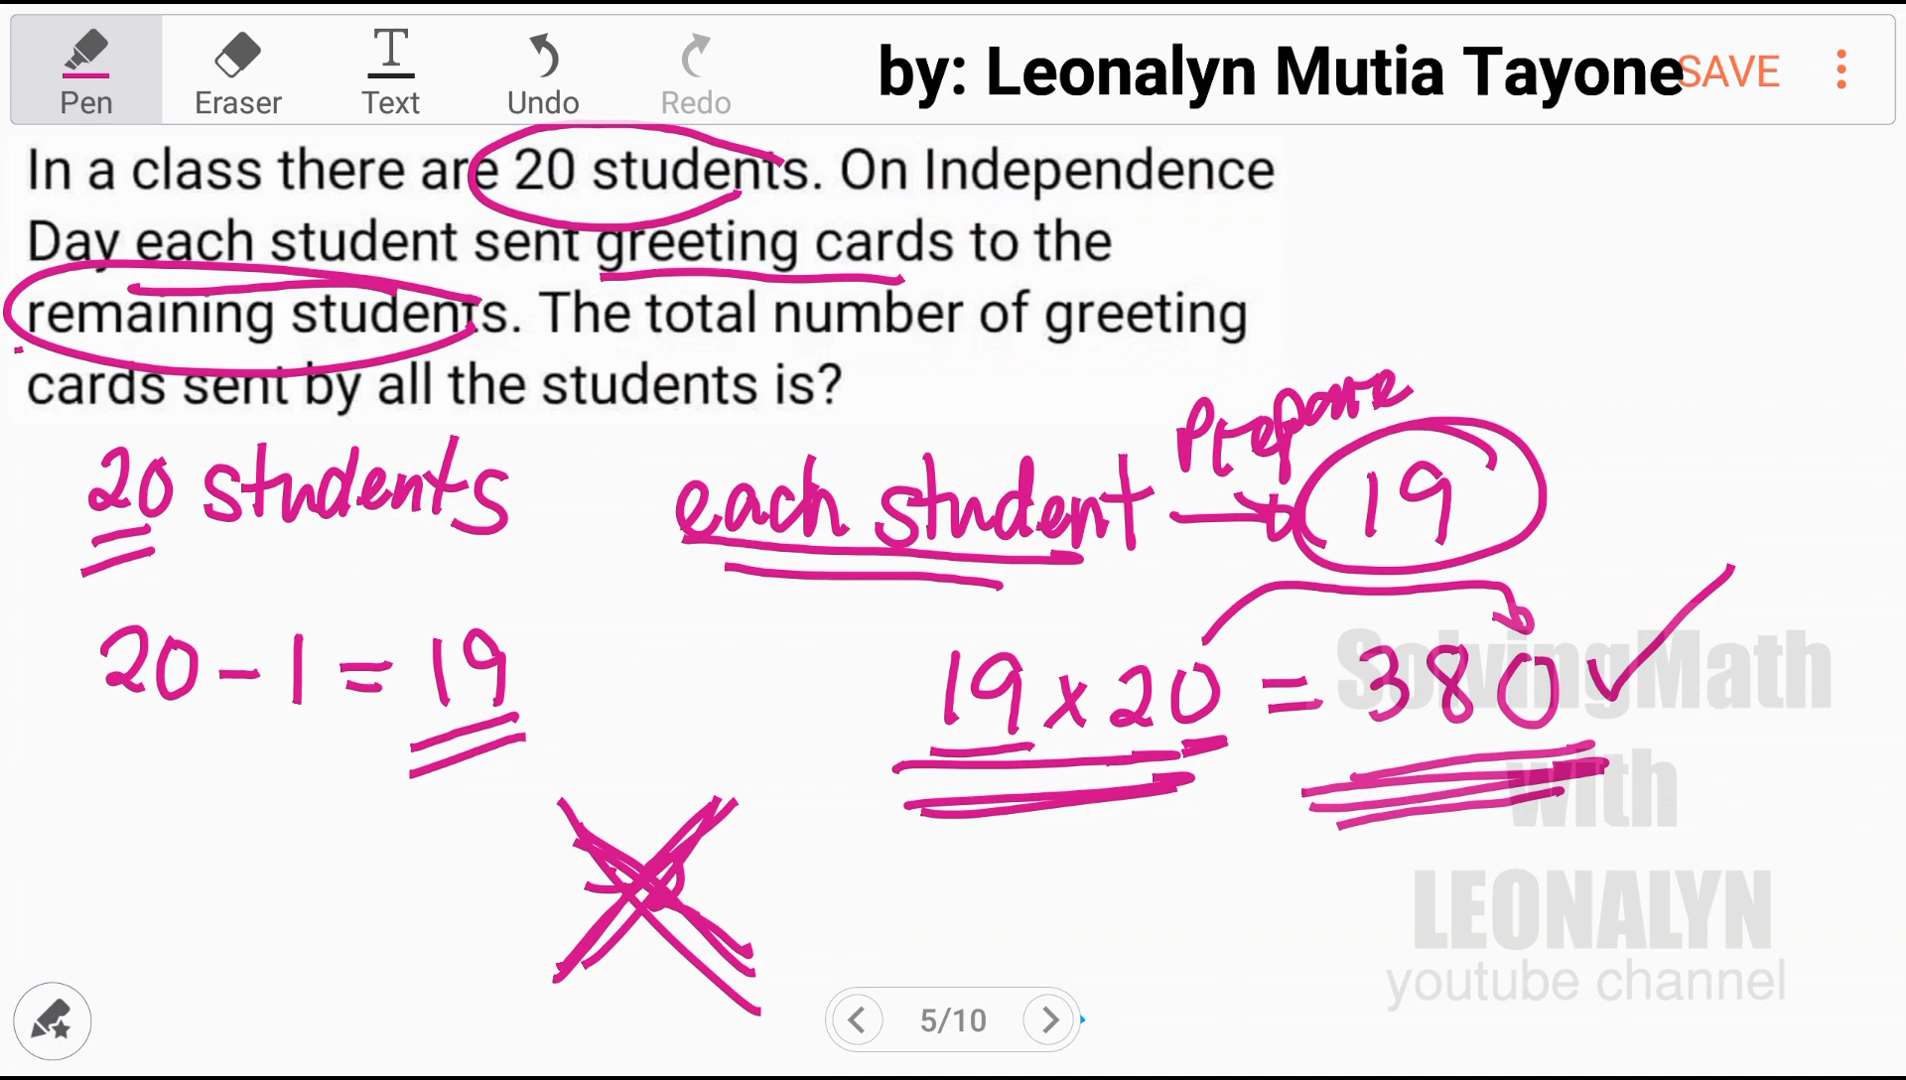 Pen
Eraser
Text
Undo
Redo
by: Leonalyn Mutia Tayone
SAVE
In a class there are 20 students. On Independence
Day each student sent greeting cards to the
remaining students. The total number of greeting
cards sent by all the students is?
Prepare
20 students
each student → 19
20 - 1 = 19
19 x 20 = 380 ✓
SolvingMath
with
LEONALYN
youtube channel
5/10